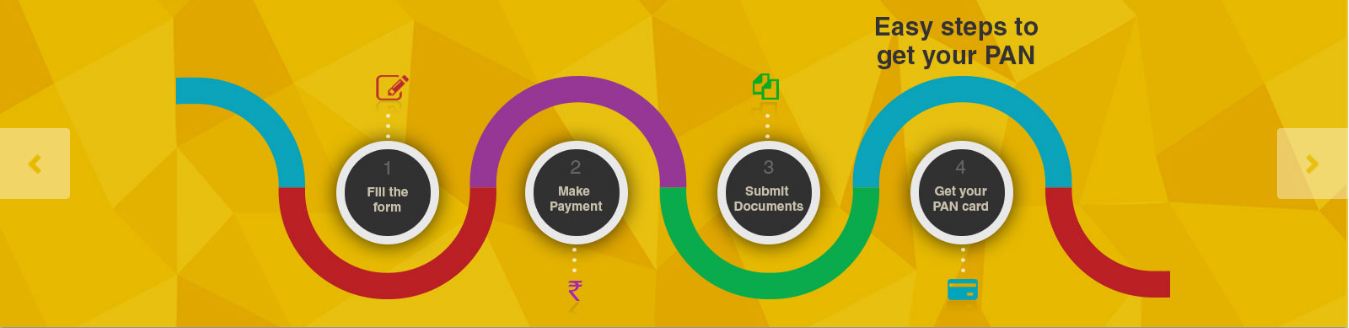 Easy steps to
get your PAN
1
Fill the
form
2
Make
Payment
₹
3
Submit
Documents
4
Get your
PAN card